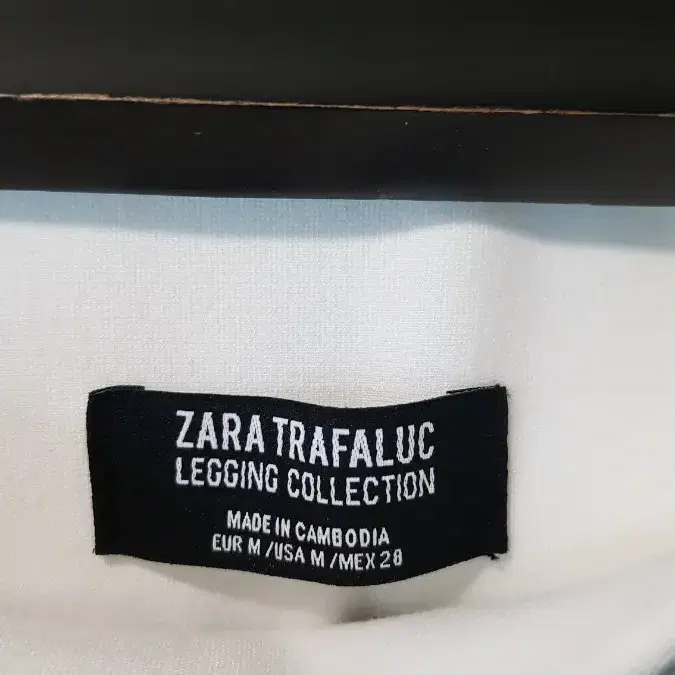 ZARA TRAFALUC
LEGGING COLLECTION
MADE IN CAMBODIA
EUR M /USA M /MEX 28